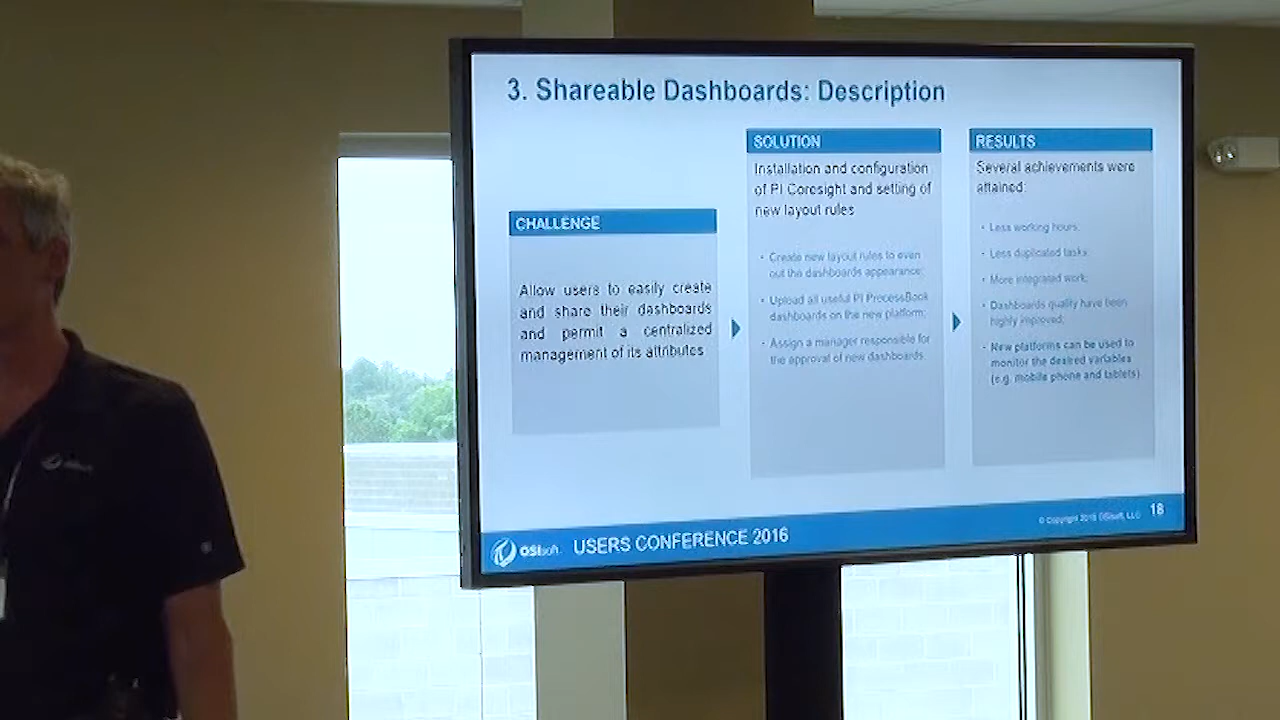 3. Shareable Dashboards: Description
CHALLENGE
Allow users to easily create
and share their dashboards
and permit a centralized
management of its attributes
SOLUTION
Installation and configuration
of PI Coresight and setting of
new layout rules
• Create new layout rules to even
out the dashboards appearance;
• Upload all useful PI ProcessBook
dashboards on the new platform;
• Assign a manager responsible for
the approval of new dashboards.
RESULTS
Several achievements were
attained:
• Less working hours;
• Less duplicated tasks;
• More integrated work;
• Dashboards quality have been
highly improved;
• New platforms can be used to
monitor the desired variables
(e.g. mobile phone and tablets)
OSIsoft. USERS CONFERENCE 2016
© Copyright 2016 OSIsoft, LLC 18